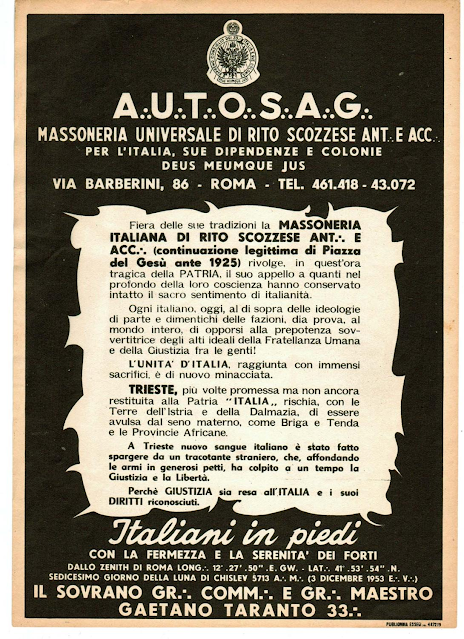 A∴U∴T∴O∴S∴A∴G∴
MASSONERIA UNIVERSALE DI RITO SCOZZESE ANT∴ E ACC∴
PER L'ITALIA, SUE DIPENDENZE E COLONIE
DEUS MEUMQUE JUS
VIA BARBERINI, 86 - ROMA - TEL. 461.418 - 43.072
Fiera delle sue tradizioni la MASSONERIA
ITALIANA DI RITO SCOZZESE ANT∴ E
ACC∴ (continuazione legittima di Piazza
del Gesù ante 1925) rivolge, in quest'ora
tragica della PATRIA, il suo appello a quanti nel
profondo della loro coscienza hanno conservato
intatto il sacro sentimento di italianità.
Ogni italiano, oggi, al di sopra delle ideologie
di parte e dimentichi delle fazioni, dia prova, al
mondo intero, di opporsi alla prepotenza sov-
vertitrice degli alti ideali della Fratellanza Umana
e della Giustizia fra le genti!
L'UNITA' D'ITALIA, raggiunta con immensi
sacrifici, è di nuovo minacciata.
TRIESTE, più volte promessa ma non ancora
restituita alla Patria "ITALIA„ rischia, con le
Terre dell'Istria e della Dalmazia, di essere
avulsa dal seno materno, come Briga e Tenda
e le Provincie Africane.
A Trieste nuovo sangue italiano è stato fatto
spargere da un tracotante straniero, che, affondando
le armi in generosi petti, ha colpito a un tempo la
Giustizia e la Libertà.
Perchè GIUSTIZIA sia resa all'ITALIA e i suoi
DIRITTI riconosciuti.
Italiani in piedi
CON LA FERMEZZA E LA SERENITA' DEI FORTI
DALLO ZENITH DI ROMA LONG∴ 12° .27' .50" .E. GW. - LAT∴ 41° .53' .54" .N.
SEDICESIMO GIORNO DELLA LUNA DI CHISLEV 5713 A∴ M∴ (3 DICEMBRE 1953 E∴ V∴)
IL SOVRANO GR∴ COMM∴ E GR∴ MAESTRO
GAETANO TARANTO 33∴